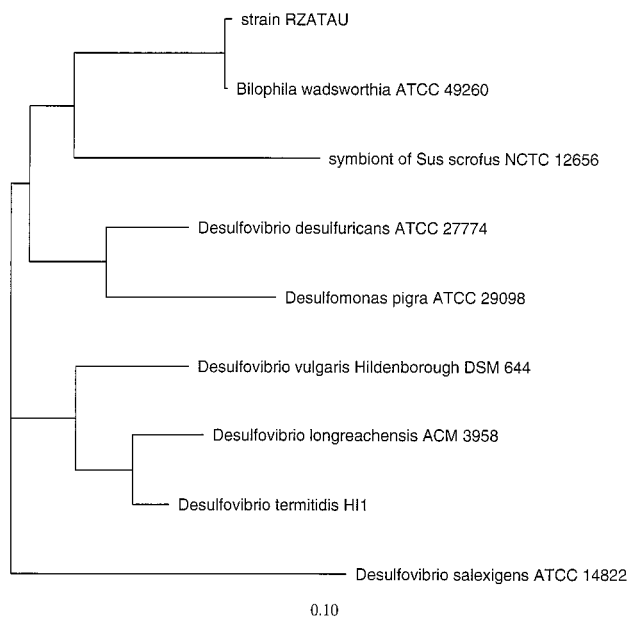 strain RZATAU
Bilophila wadsworthia ATCC 49260
symbiont of Sus scrofus NCTC 12656
Desulfovibrio desulfuricans ATCC 27774
Desulfomonas pigra ATCC 29098
Desulfovibrio vulgaris Hildenborough DSM 644
Desulfovibrio longreachensis ACM 3958
Desulfovibrio termitidis HI1
Desulfovibrio salexigens ATCC 14822
0.10